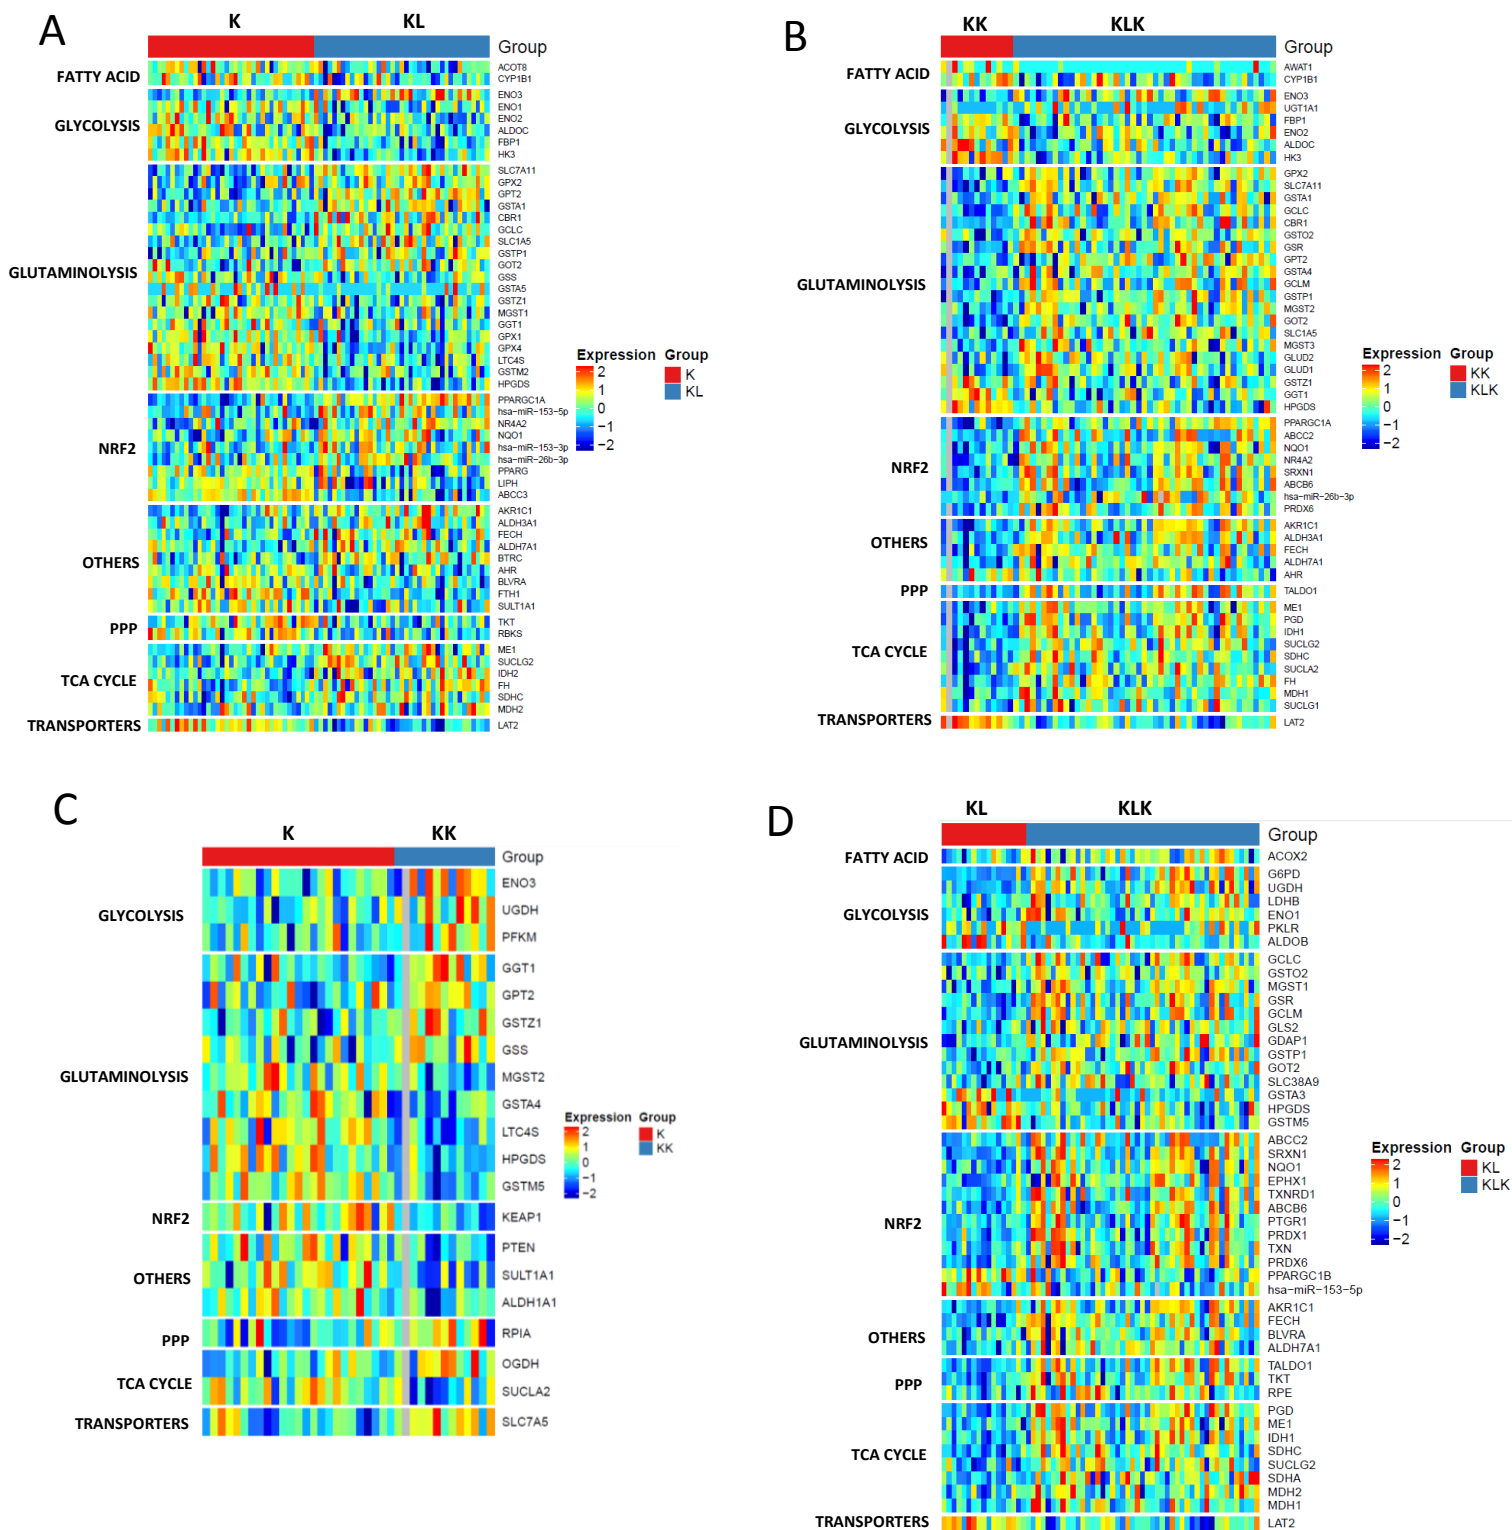 A
K
KL
Group
FATTY ACID
ACOT8
CYP1B1
GLYCOLYSIS
ENO3
ENO1
ENO2
ALDOC
FBP1
HK3
GLUTAMINOLYSIS
SLC7A11
GPX2
GPT2
GSTA1
CBR1
GCLC
SLC1A5
GSTP1
GOT2
GSS
GSTA5
GSTZ1
MGST1
GGT1
GPX1
GPX4
LTC4S
GSTM2
HPGDS
NRF2
PPARGC1A
hsa-miR-153-5p
NR4A2
NQO1
hsa-miR-153-3p
hsa-miR-26b-3p
PPARG
LIPH
ABCC3
OTHERS
AKR1C1
ALDH3A1
FECH
ALDH7A1
BTRC
AHR
BLVRA
FTH1
SULT1A1
PPP
TKT
RBKS
TCA CYCLE
ME1
SUCLG2
IDH2
FH
SDHC
MDH2
TRANSPORTERS
LAT2
Expression Group
2
1
0
−1
−2
K
KL
B
KK
KLK
Group
FATTY ACID
AWAT1
CYP1B1
GLYCOLYSIS
ENO3
UGT1A1
FBP1
ENO2
ALDOC
HK3
GLUTAMINOLYSIS
GPX2
SLC7A11
GSTA1
GCLC
CBR1
GSTO2
GSR
GPT2
GSTA4
GCLM
GSTP1
MGST2
GOT2
SLC1A5
MGST3
GLUD2
GLUD1
GSTZ1
GGT1
HPGDS
NRF2
PPARGC1A
ABCC2
NQO1
NR4A2
SRXN1
ABCB6
hsa-miR-26b-3p
PRDX6
OTHERS
AKR1C1
ALDH3A1
FECH
ALDH7A1
AHR
PPP
TALDO1
TCA CYCLE
ME1
PGD
IDH1
SUCLG2
SDHC
SUCLA2
FH
MDH1
SUCLG1
TRANSPORTERS
LAT2
Expression Group
2
1
0
−1
−2
KK
KLK
C
K
KK
Group
GLYCOLYSIS
ENO3
UGDH
PFKM
GLUTAMINOLYSIS
GGT1
GPT2
GSTZ1
GSS
MGST2
GSTA4
LTC4S
HPGDS
GSTM5
NRF2
KEAP1
OTHERS
PTEN
SULT1A1
ALDH1A1
PPP
RPIA
TCA CYCLE
OGDH
SUCLA2
TRANSPORTERS
SLC7A5
Expression Group
2
1
0
−1
−2
K
KK
D
KL
KLK
Group
FATTY ACID
ACOX2
GLYCOLYSIS
G6PD
UGDH
LDHB
ENO1
PKLR
ALDOB
GLUTAMINOLYSIS
GCLC
GSTO2
MGST1
GSR
GCLM
GLS2
GDAP1
GSTP1
GOT2
SLC38A9
GSTA3
HPGDS
GSTM5
NRF2
ABCC2
SRXN1
NQO1
EPHX1
TXNRD1
ABCB6
PTGR1
PRDX1
TXN
PRDX6
PPARGC1B
hsa-miR-153-5p
OTHERS
AKR1C1
FECH
BLVRA
ALDH7A1
PPP
TALDO1
TKT
RPE
TCA CYCLE
PGD
ME1
IDH1
SDHC
SUCLG2
SDHA
MDH2
MDH1
TRANSPORTERS
LAT2
Expression Group
2
1
0
−1
−2
KL
KLK